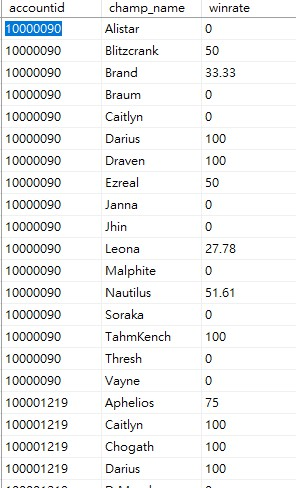 accountid champ_name winrate
10000090 Alistar 0
10000090 Blitzcrank 50
10000090 Brand 33.33
10000090 Braum 0
10000090 Caitlyn 0
10000090 Darius 100
10000090 Draven 100
10000090 Ezreal 50
10000090 Janna 0
10000090 Jhin 0
10000090 Leona 27.78
10000090 Malphite 0
10000090 Nautilus 51.61
10000090 Soraka 0
10000090 TahmKench 100
10000090 Thresh 0
10000090 Vayne 0
100001219 Aphelios 75
100001219 Caitlyn 100
100001219 Chogath 100
100001219 Darius 100